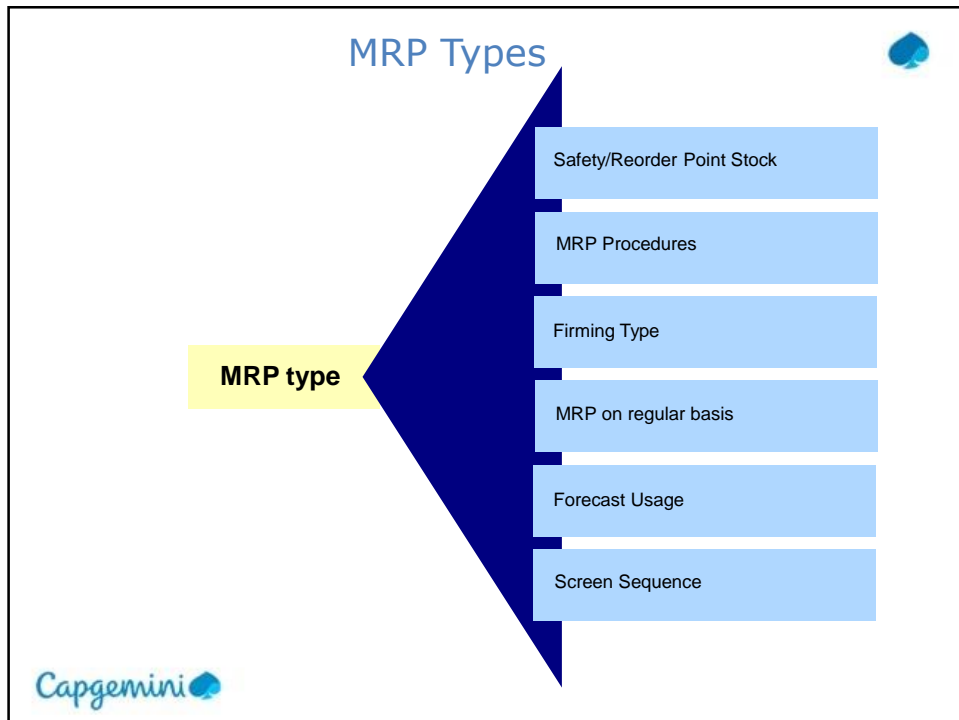 MRP Types
Safety/Reorder Point Stock
MRP Procedures
Firming Type
MRP type
MRP on regular basis
Forecast Usage
Screen Sequence
Capgemini